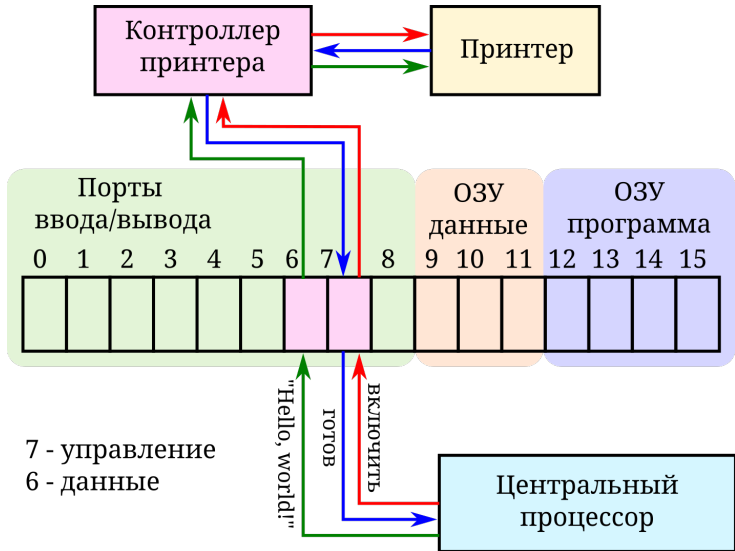 Контроллер
принтера
Принтер
Порты
ввода/вывода
ОЗУ
данные
ОЗУ
программа
0 1 2 3 4 5 6 7 8 9 10 11 12 13 14 15
"Hello, world!"
готов
включить
7 - управление
6 - данные
Центральный
процессор